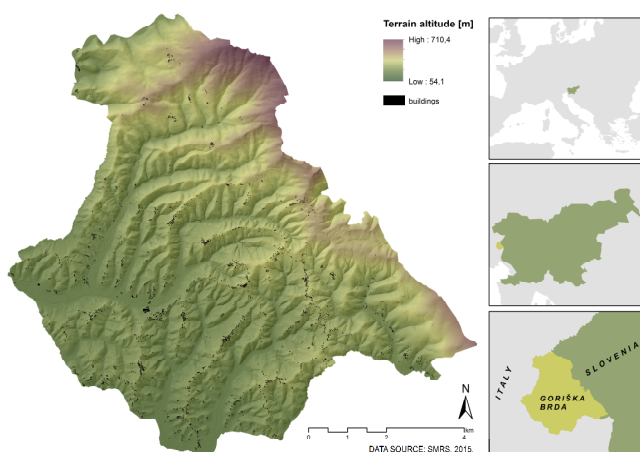 Terrain altitude [m]
High : 710,4
Low : 54,1
buildings
ITALY
SLOVENIA
GORIŠKA
BRDA
N
0 1 2 4
km
DATA SOURCE: SMRS, 2015.